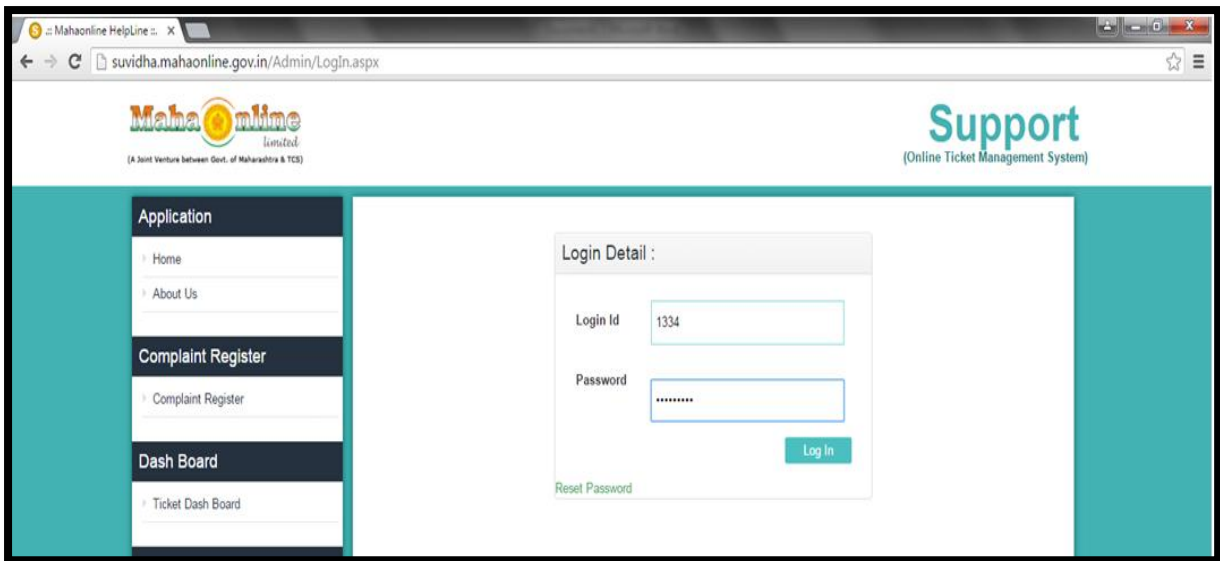 .:: Mahaonline HelpLine ::.
suvidha.mahaonline.gov.in/Admin/LogIn.aspx
MahaOnline
limited
(A Joint Venture between Govt. of Maharashtra & TCS)
Support
(Online Ticket Management System)
Application
Home
About Us
Complaint Register
Complaint Register
Dash Board
Ticket Dash Board
Login Detail :
Login Id 1334
Password •••••••••
Log In
Reset Password